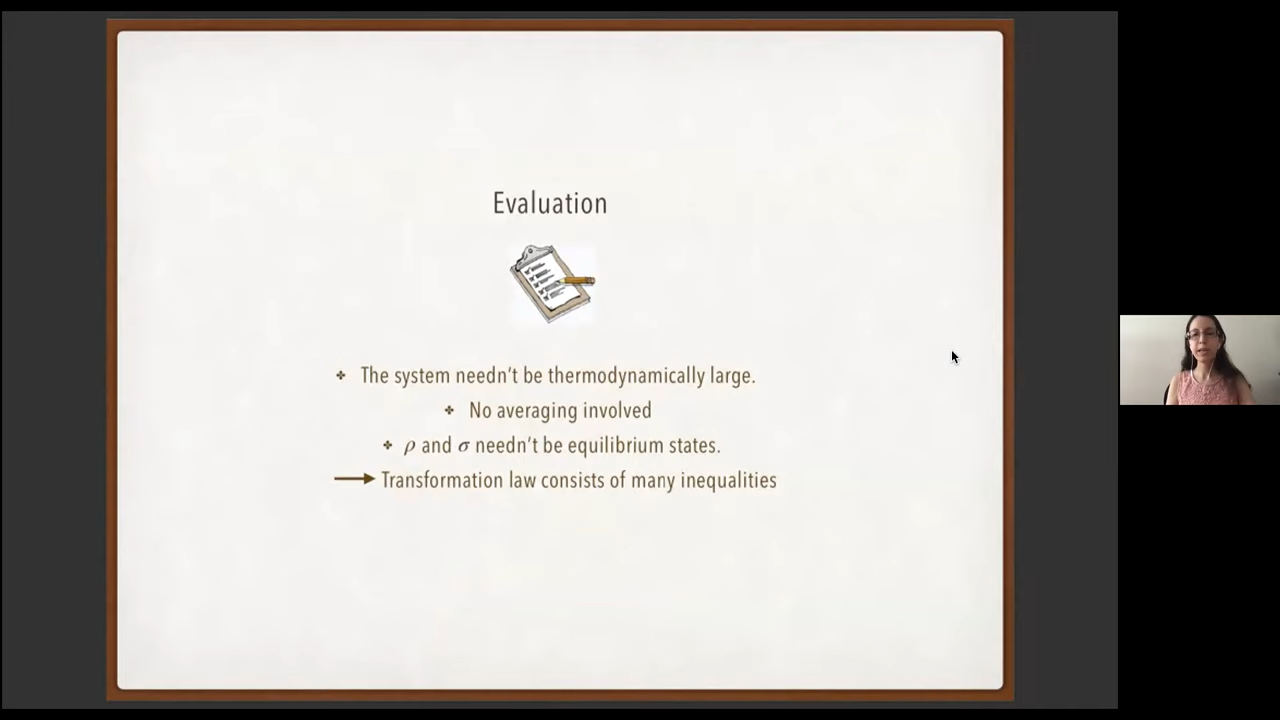 Evaluation
❖ The system needn't be thermodynamically large.
❖ No averaging involved
❖ ρ and σ needn't be equilibrium states.
⟶ Transformation law consists of many inequalities